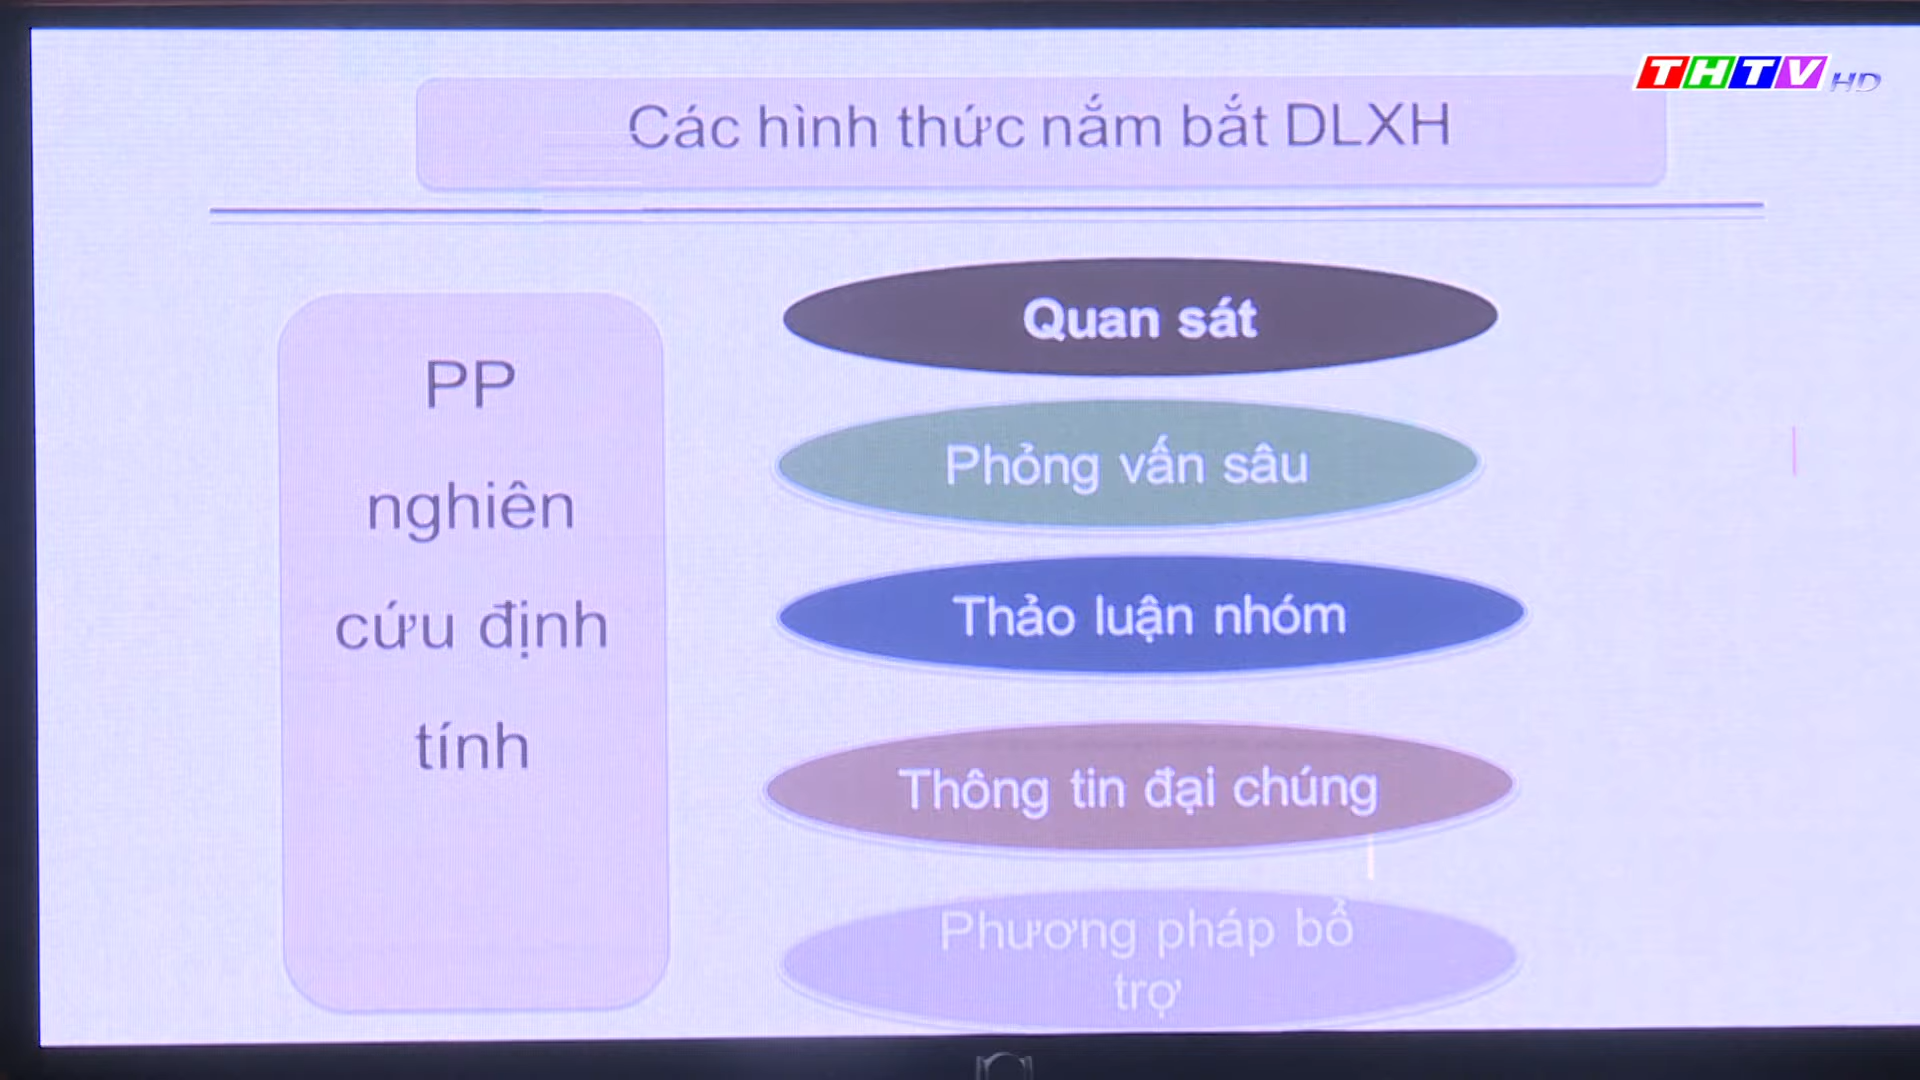 THTV HD
Các hình thức nắm bắt DLXH
PP
nghiên
cứu định
tính
Quan sát
Phỏng vấn sâu
Thảo luận nhóm
Thông tin đại chúng
Phương pháp bổ
trợ